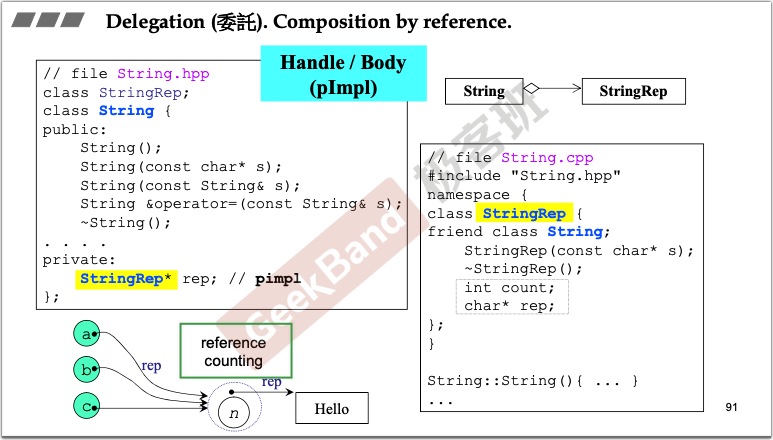 Delegation (委託). Composition by reference.
Handle / Body
(pImpl)
// file String.hpp
class StringRep;
class String {
public:
String();
String(const char* s);
String(const String& s);
String &operator=(const String& s);
~String();
. . . .
private:
StringRep* rep; // pimpl
};
String
StringRep
// file String.cpp
#include "String.hpp"
namespace {
class StringRep {
friend class String;
StringRep(const char* s);
~StringRep();
int count;
char* rep;
};
}
String::String(){ ... }
...
a
b
c
rep
reference
counting
rep
n
Hello
GeekBand 极客班
91